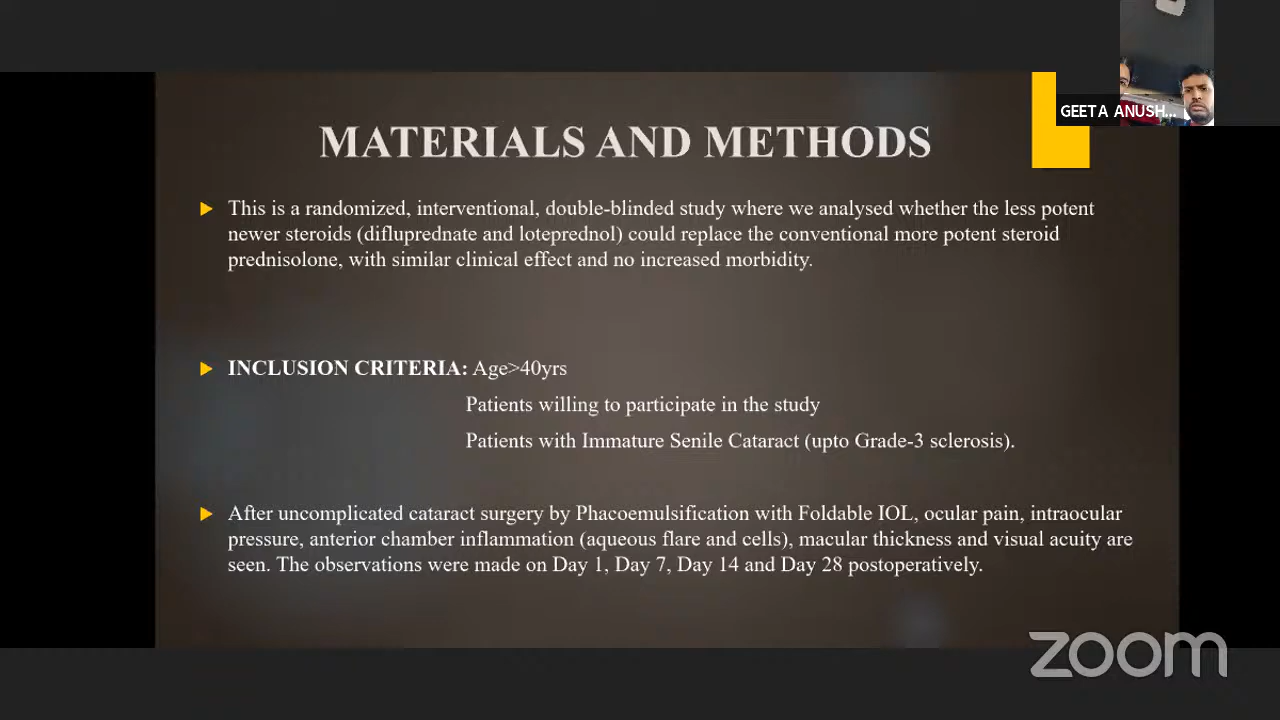 GEETA ANUSH...
MATERIALS AND METHODS
This is a randomized, interventional, double-blinded study where we analysed whether the less potent
newer steroids (difluprednate and loteprednol) could replace the conventional more potent steroid
prednisolone, with similar clinical effect and no increased morbidity.
INCLUSION CRITERIA: Age>40yrs
Patients willing to participate in the study
Patients with Immature Senile Cataract (upto Grade-3 sclerosis).
After uncomplicated cataract surgery by Phacoemulsification with Foldable IOL, ocular pain, intraocular
pressure, anterior chamber inflammation (aqueous flare and cells), macular thickness and visual acuity are
seen. The observations were made on Day 1, Day 7, Day 14 and Day 28 postoperatively.
zoom